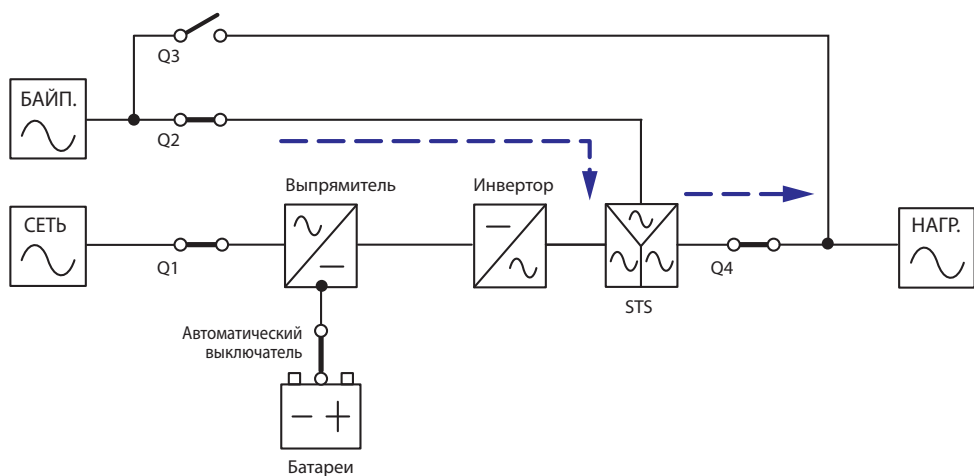 Q3
БАЙП.
Q2
Выпрямитель
Инвертор
СЕТЬ
НАГР.
Q1
Q4
STS
Автоматический
выключатель
Батареи